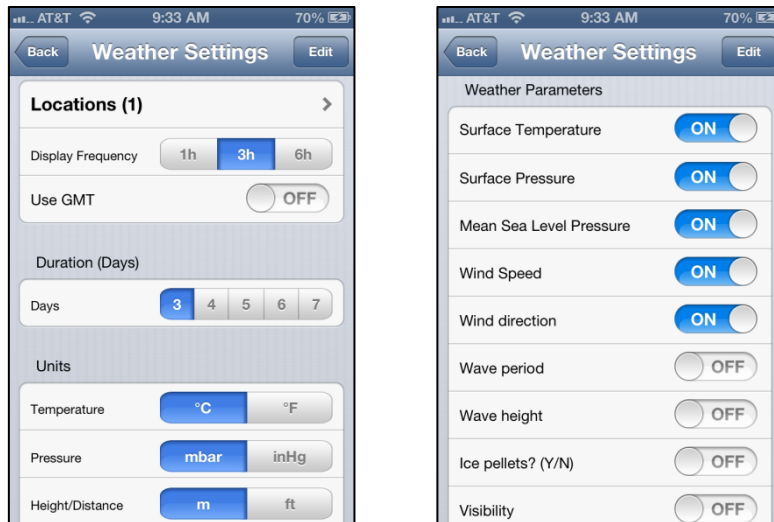 AT&T 9:33 AM 70%
Back Weather Settings Edit
Locations (1)
Display Frequency 1h 3h 6h
Use GMT OFF
Duration (Days)
Days 3 4 5 6 7
Units
Temperature °C °F
Pressure mbar inHg
Height/Distance m ft
AT&T 9:33 AM 70%
Back Weather Settings Edit
Weather Parameters
Surface Temperature ON
Surface Pressure ON
Mean Sea Level Pressure ON
Wind Speed ON
Wind direction ON
Wave period OFF
Wave height OFF
Ice pellets? (Y/N) OFF
Visibility OFF